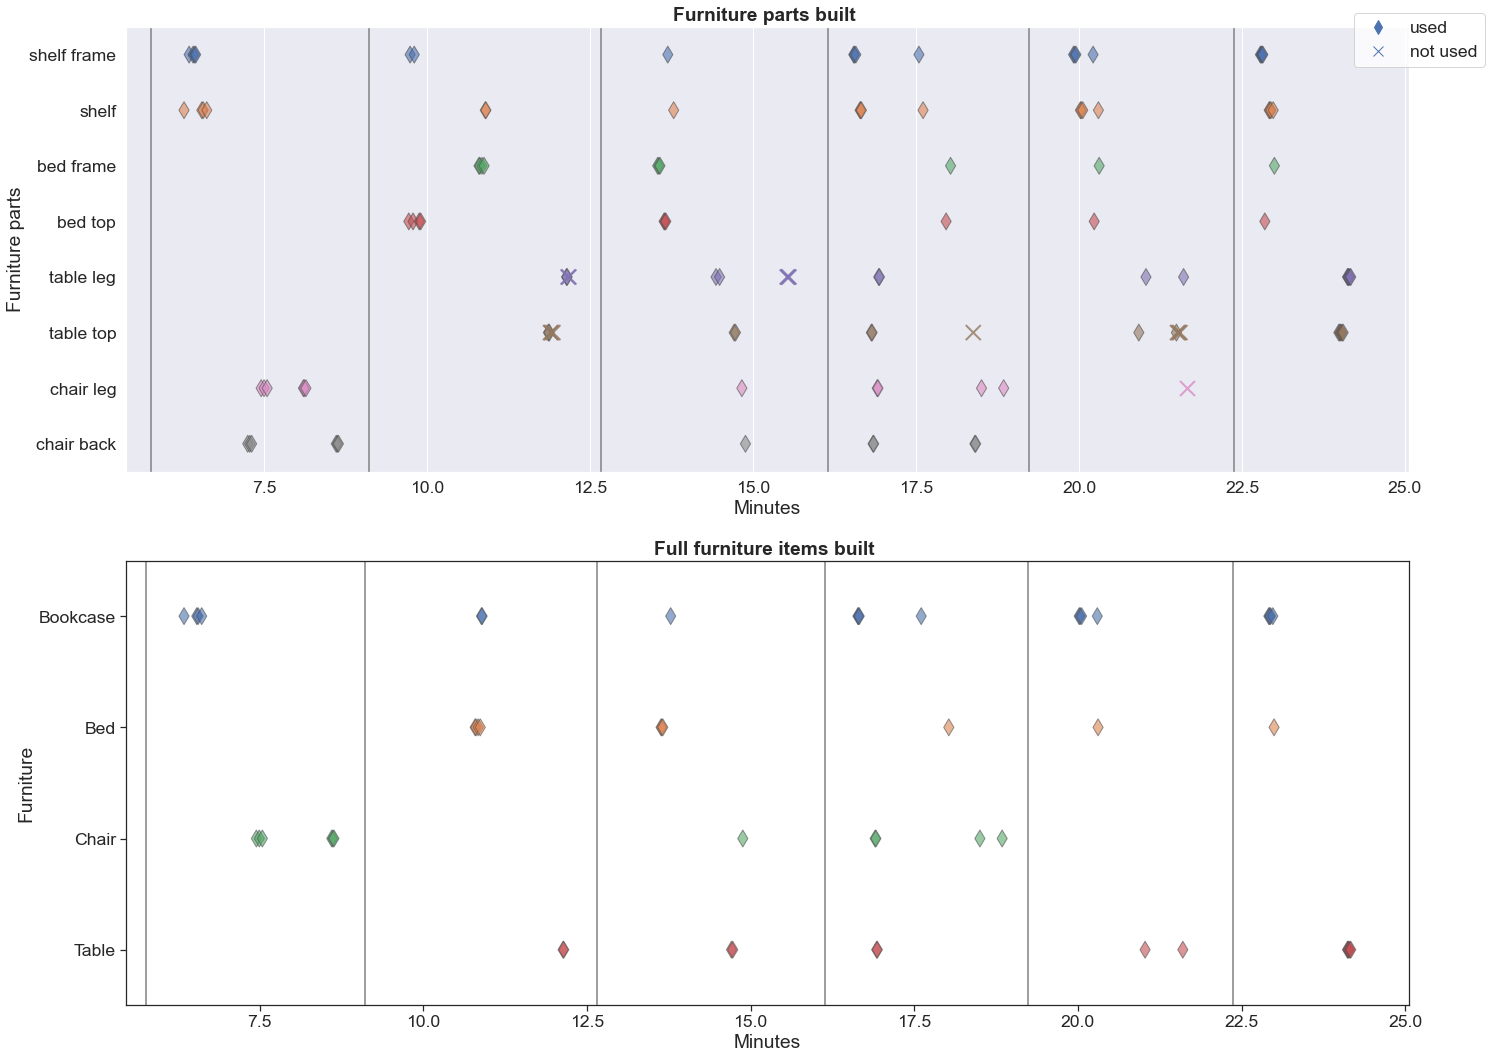 Furniture parts built
used
not used
Furniture parts
shelf frame
shelf
bed frame
bed top
table leg
table top
chair leg
chair back
7.5 10.0 12.5 15.0 17.5 20.0 22.5 25.0
Minutes
Full furniture items built
Furniture
Bookcase
Bed
Chair
Table
7.5 10.0 12.5 15.0 17.5 20.0 22.5 25.0
Minutes